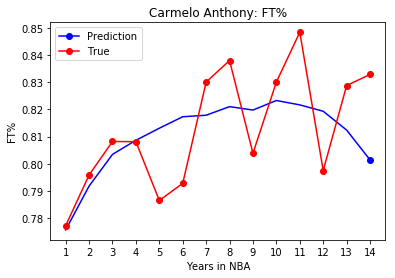 Carmelo Anthony: FT%
Prediction
True
0.85
0.84
0.83
0.82
0.81
0.80
0.79
0.78
FT%
1 2 3 4 5 6 7 8 9 10 11 12 13 14
Years in NBA